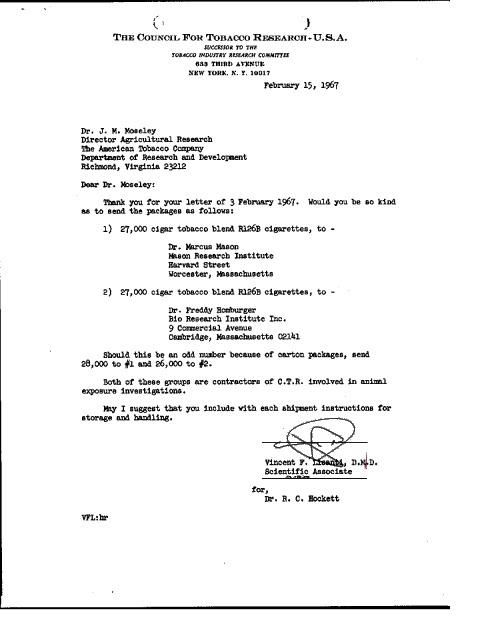 THE COUNCIL FOR TOBACCO RESEARCH-U.S.A.
SUCCESSOR TO THE
TOBACCO INDUSTRY RESEARCH COMMITTEE
633 THIRD AVENUE
NEW YORK, N. Y. 10017
February 15, 1967
Dr. J. M. Moseley
Director Agricultural Research
The American Tobacco Company
Department of Research and Development
Richmond, Virginia 23212
Dear Dr. Moseley:
Thank you for your letter of 3 February 1967. Would you be so kind
as to send the packages as follows:
1) 27,000 cigar tobacco blend R126B cigarettes, to -
Dr. Marcus Mason
Mason Research Institute
Harvard Street
Worcester, Massachusetts
2) 27,000 cigar tobacco blend R126B cigarettes, to -
Dr. Freddy Homburger
Bio Research Institute Inc.
9 Commercial Avenue
Cambridge, Massachusetts 02141
Should this be an odd number because of carton packages, send
28,000 to #1 and 26,000 to #2.
Both of these groups are contractors of C.T.R. involved in animal
exposure investigations.
May I suggest that you include with each shipment instructions for
storage and handling.
Vincent F. Lisanti, D.M.D.
Scientific Associate
for,
Dr. R. C. Hockett
VFL:hr